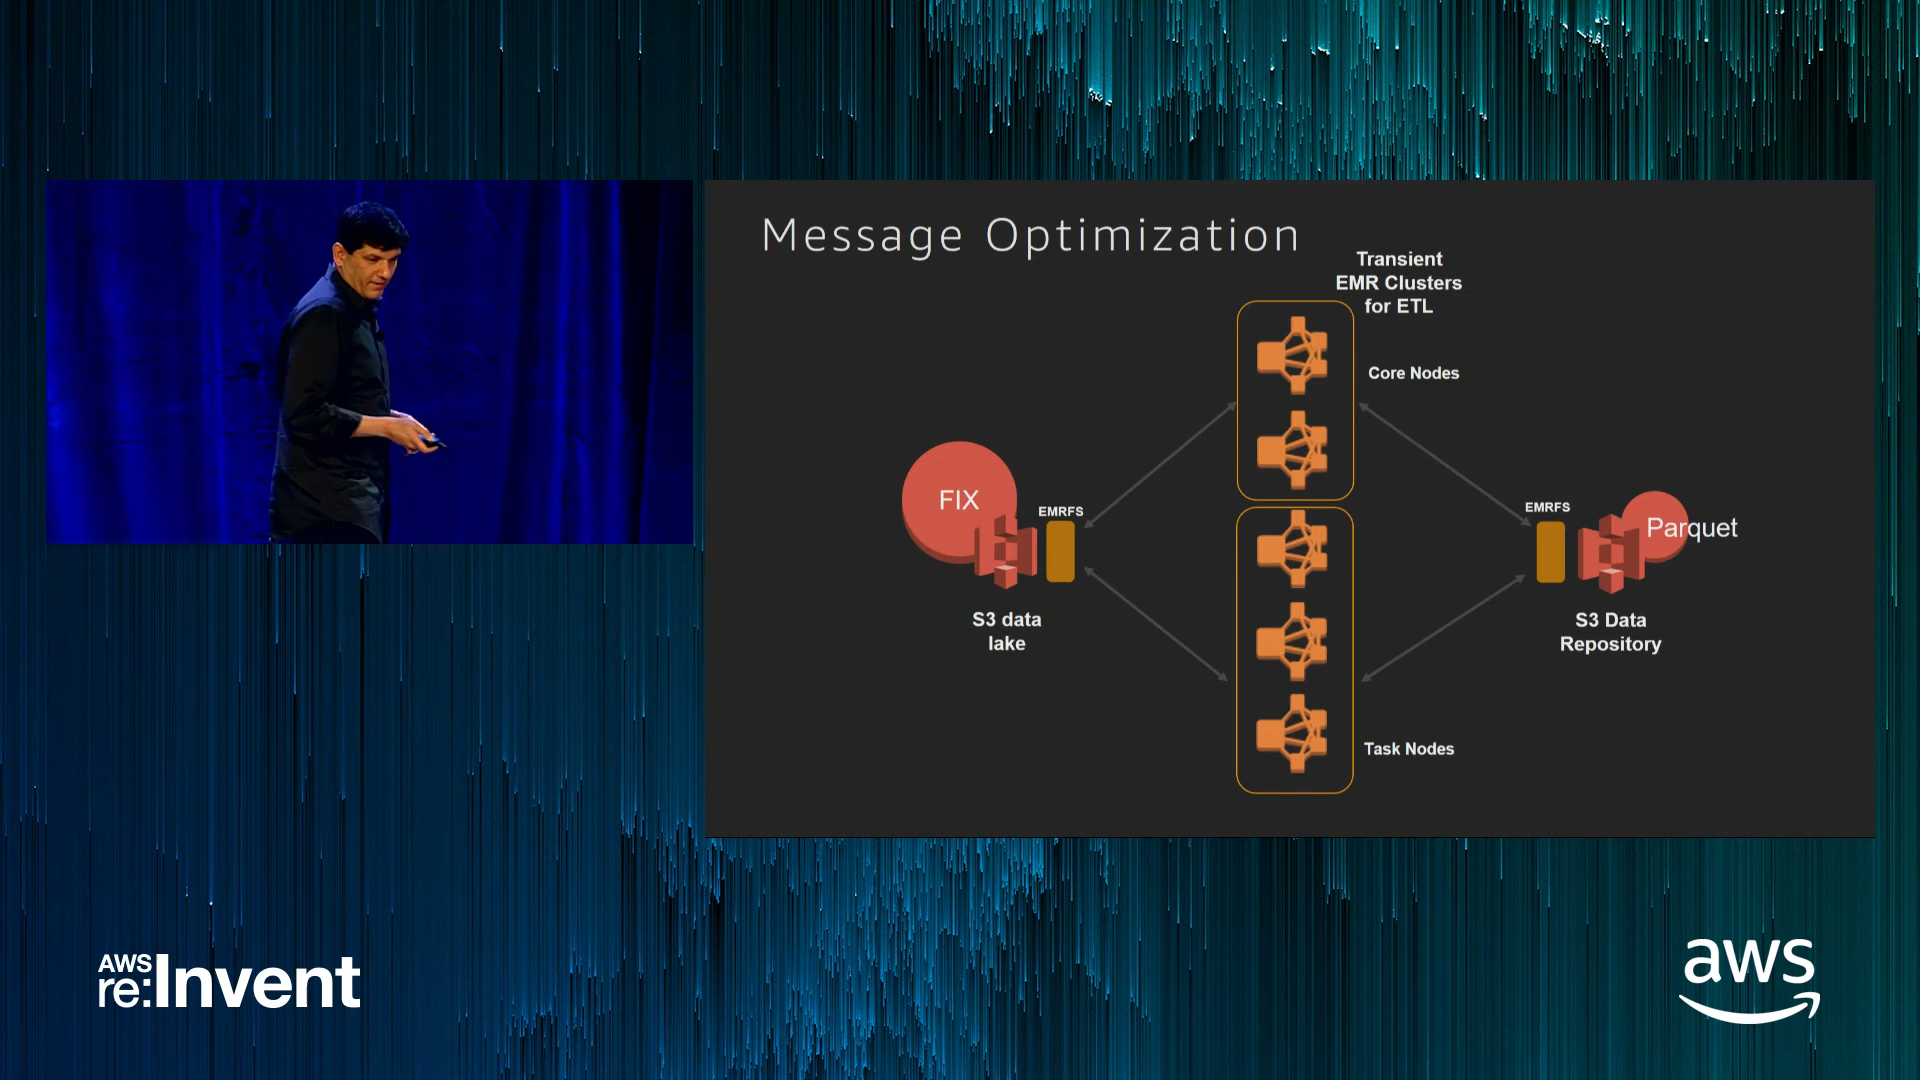 Message Optimization
Transient
EMR Clusters
for ETL
Core Nodes
FIX
EMRFS
S3 data
lake
EMRFS
Parquet
S3 Data
Repository
Task Nodes
AWS
re:Invent
aws